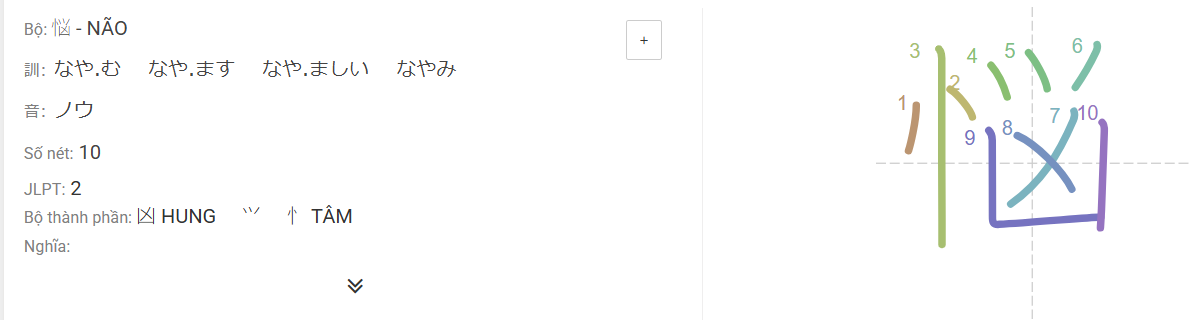 Bộ: 悩 - NÃO
+
訓: なや.む なや.ます なや.ましい なやみ
音: ノウ
Số nét: 10
JLPT: 2
Bộ thành phần: 凶 HUNG ⺍ 忄 TÂM
Nghĩa:
悩
1 2 3 4 5 6 7 8 9 10